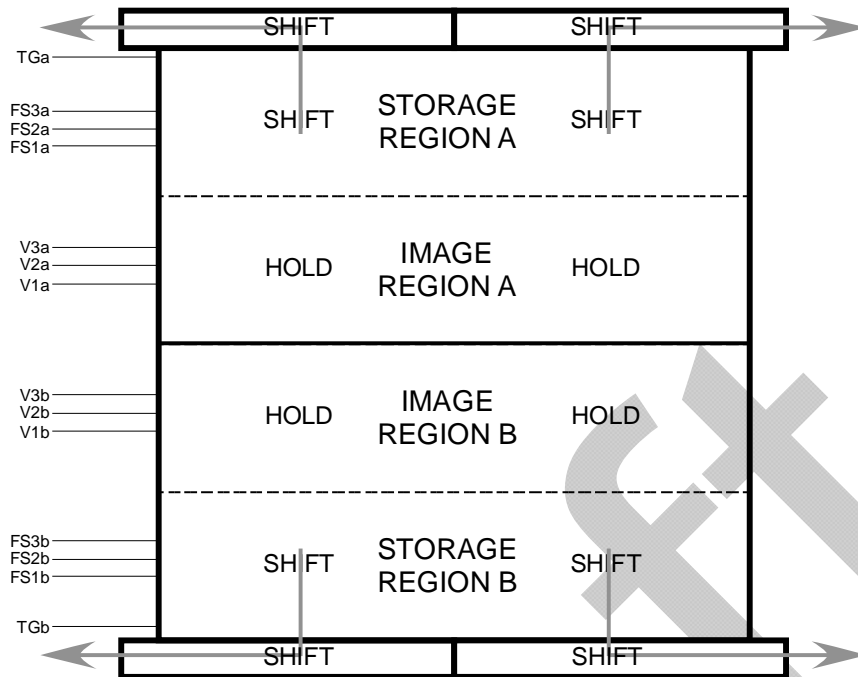 SHIFT SHIFT
TGa
FS3a
FS2a
FS1a
SHIFT STORAGE REGION A SHIFT
V3a
V2a
V1a
HOLD IMAGE REGION A HOLD
V3b
V2b
V1b
HOLD IMAGE REGION B HOLD
FS3b
FS2b
FS1b
SHIFT STORAGE REGION B SHIFT
TGb
SHIFT SHIFT